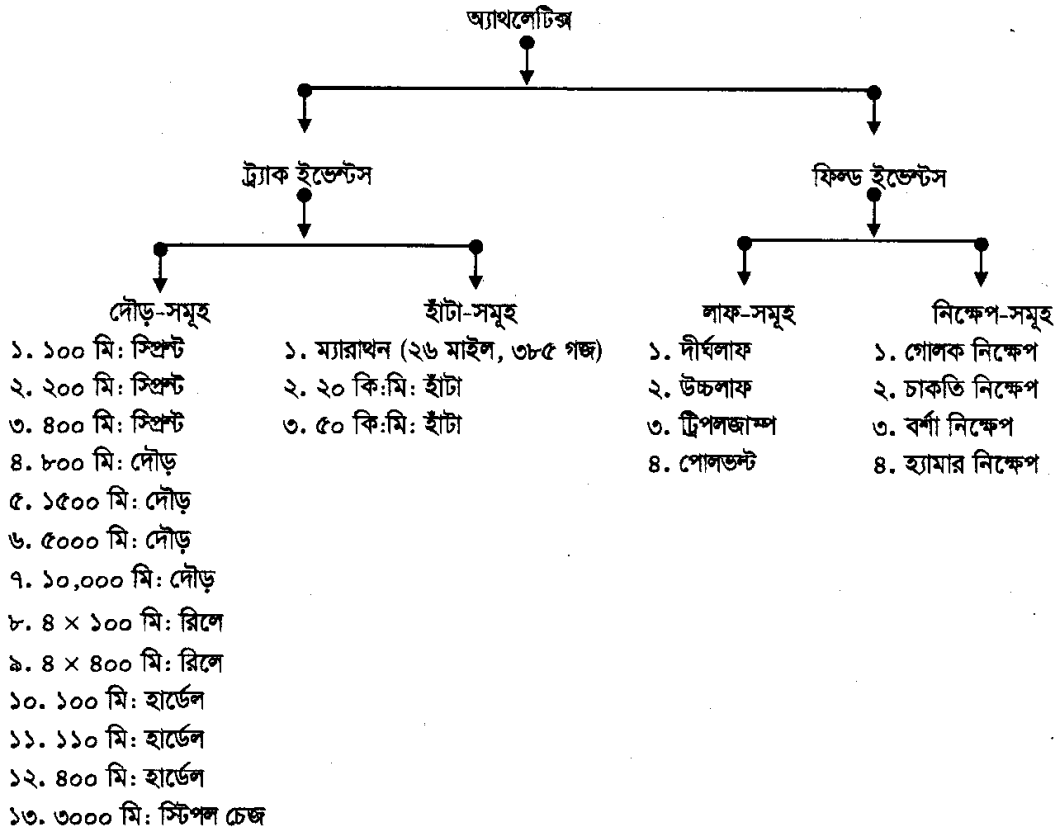 অ্যাথলেটিক্স
ট্র্যাক ইভেন্টস
ফিল্ড ইভেন্টস
দৌড়-সমূহ
১. ১০০ মি: স্প্রিন্ট
২. ২০০ মি: স্প্রিন্ট
৩. ৪০০ মি: স্প্রিন্ট
৪. ৮০০ মি: দৌড়
৫. ১৫০০ মি: দৌড়
৬. ৫০০০ মি: দৌড়
৭. ১০,০০০ মি: দৌড়
৮. ৪ × ১০০ মি: রিলে
৯. ৪ × ৪০০ মি: রিলে
১০. ১০০ মি: হার্ডেল
১১. ১১০ মি: হার্ডেল
১২. ৪০০ মি: হার্ডেল
১৩. ৩০০০ মি: স্টিপল চেজ
হাঁটা-সমূহ
১. ম্যারাথন (২৬ মাইল, ৩৮৫ গজ)
২. ২০ কি:মি: হাঁটা
৩. ৫০ কি:মি: হাঁটা
লাফ-সমূহ
১. দীর্ঘলাফ
২. উচ্চলাফ
৩. ট্রিপলজাম্প
৪. পোলভল্ট
নিক্ষেপ-সমূহ
১. গোলক নিক্ষেপ
২. চাকতি নিক্ষেপ
৩. বর্শা নিক্ষেপ
৪. হ্যামার নিক্ষেপ